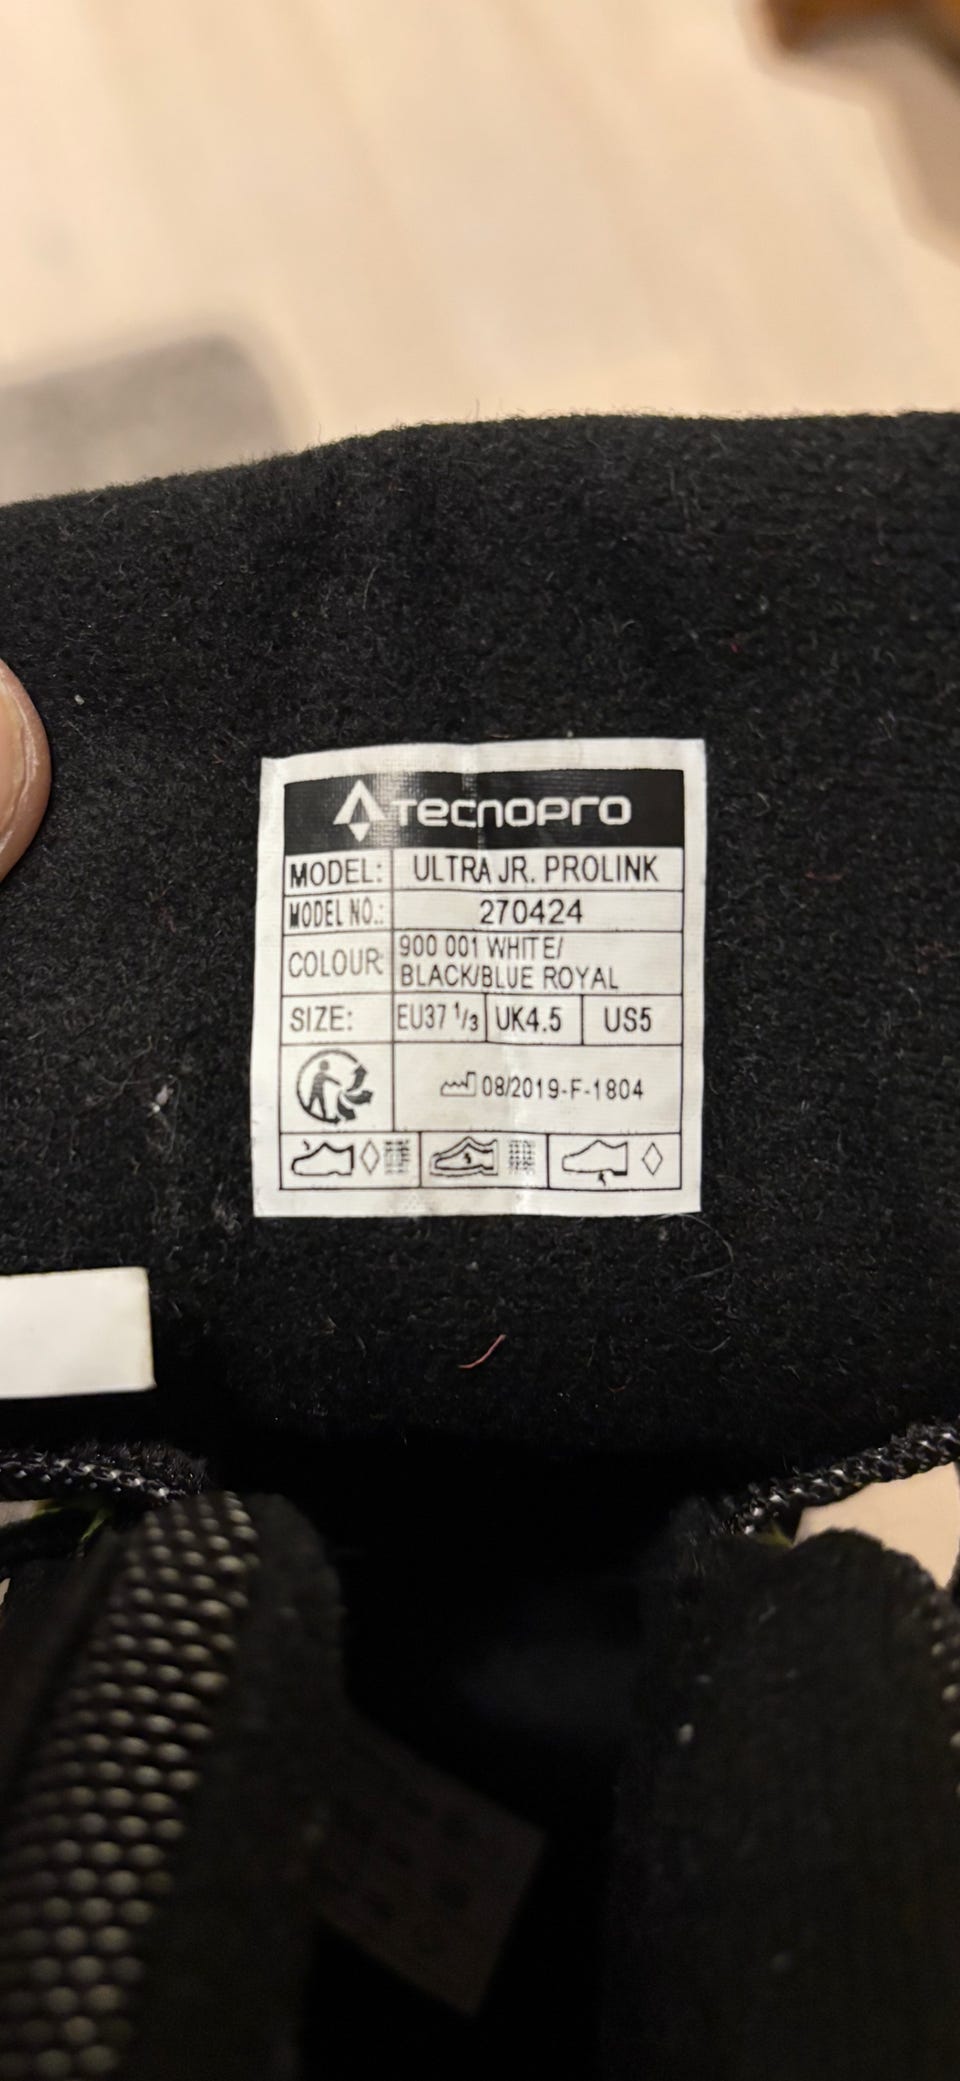 TECNOPRO
MODEL: ULTRA JR. PROLINK
MODEL NO.: 270424
COLOUR: 900 001 WHITE/
BLACK/BLUE ROYAL
SIZE: EU37 1/3 UK4.5 US5
08/2019-F-1804